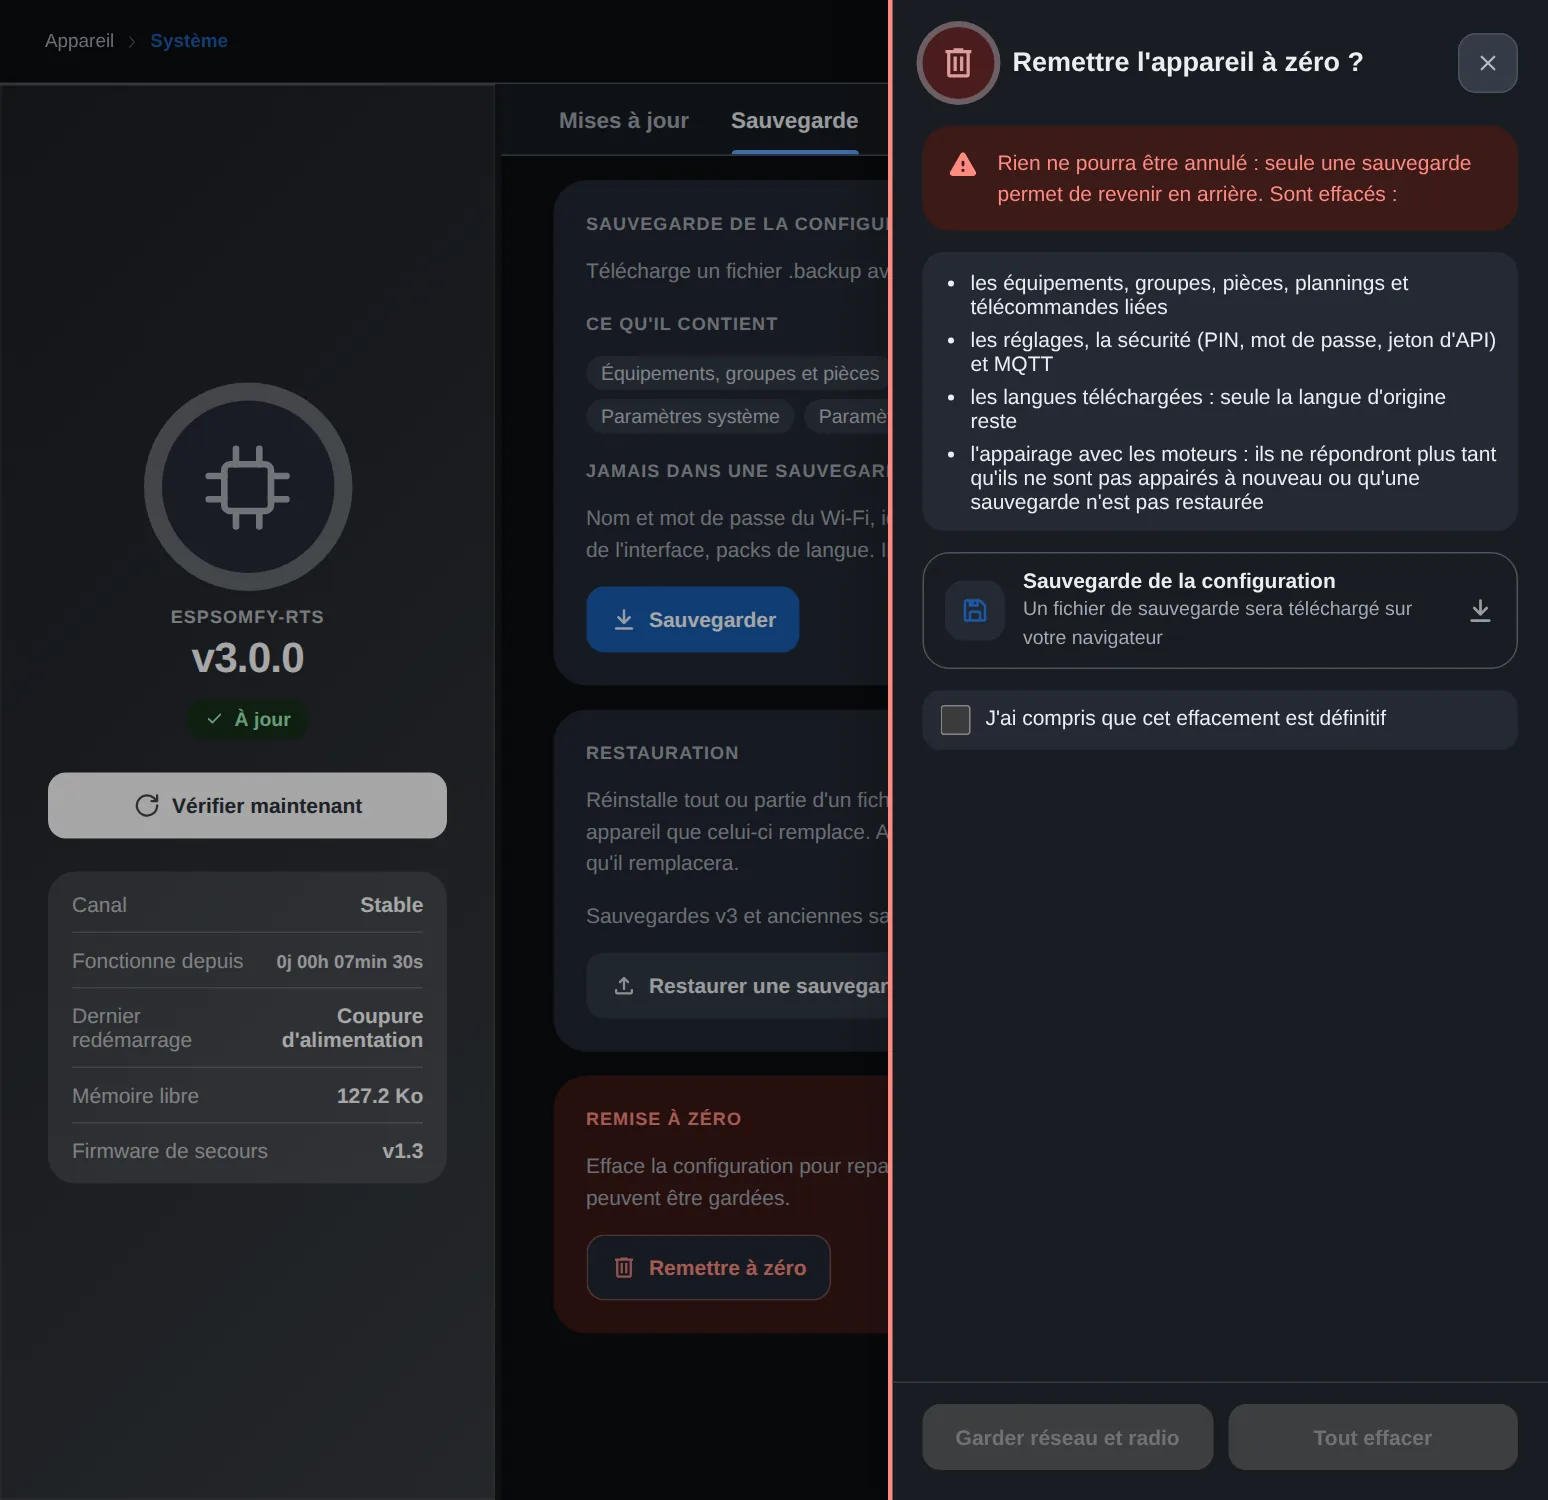 Appareil
Système
ESPSOMFY-RTS
v3.0.0
À jour
Vérifier maintenant
Canal Stable
Fonctionne depuis 0j 00h 07min 30s
Dernier Coupure
redémarrage d'alimentation
Mémoire libre 127.2 Ko
Firmware de secours v1.3
Mises à jour Sauvegarde
SAUVEGARDE DE LA
Télécharge un fichier .backup
CE QU'IL CONTIENT
Équipements, groupes et pièces
Paramètres système
JAMAIS DANS UNE
Nom et mot de passe du Wi-Fi,
de l'interface, packs de langue.
Sauvegarder
RESTAURATION
Réinstalle tout ou partie d'un
appareil que celui-ci remplace.
qu'il remplacera.
Sauvegardes v3 et anciennes
Restaurer une
REMISE À ZÉRO
Efface la configuration pour
peuvent être gardées.
Remettre à zéro
Remettre l'appareil à zéro ?
Rien ne pourra être annulé : seule une sauvegarde
permet de revenir en arrière. Sont effacés :
• les équipements, groupes, pièces, plannings et
télécommandes liées
• les réglages, la sécurité (PIN, mot de passe, jeton d'API)
et MQTT
• les langues téléchargées : seule la langue d'origine
reste
• l'appairage avec les moteurs : ils ne répondront plus tant
qu'ils ne sont pas appairés à nouveau ou qu'une
sauvegarde n'est pas restaurée
Sauvegarde de la configuration
Un fichier de sauvegarde sera téléchargé sur
votre navigateur
J'ai compris que cet effacement est définitif
Garder réseau et radio
Tout effacer